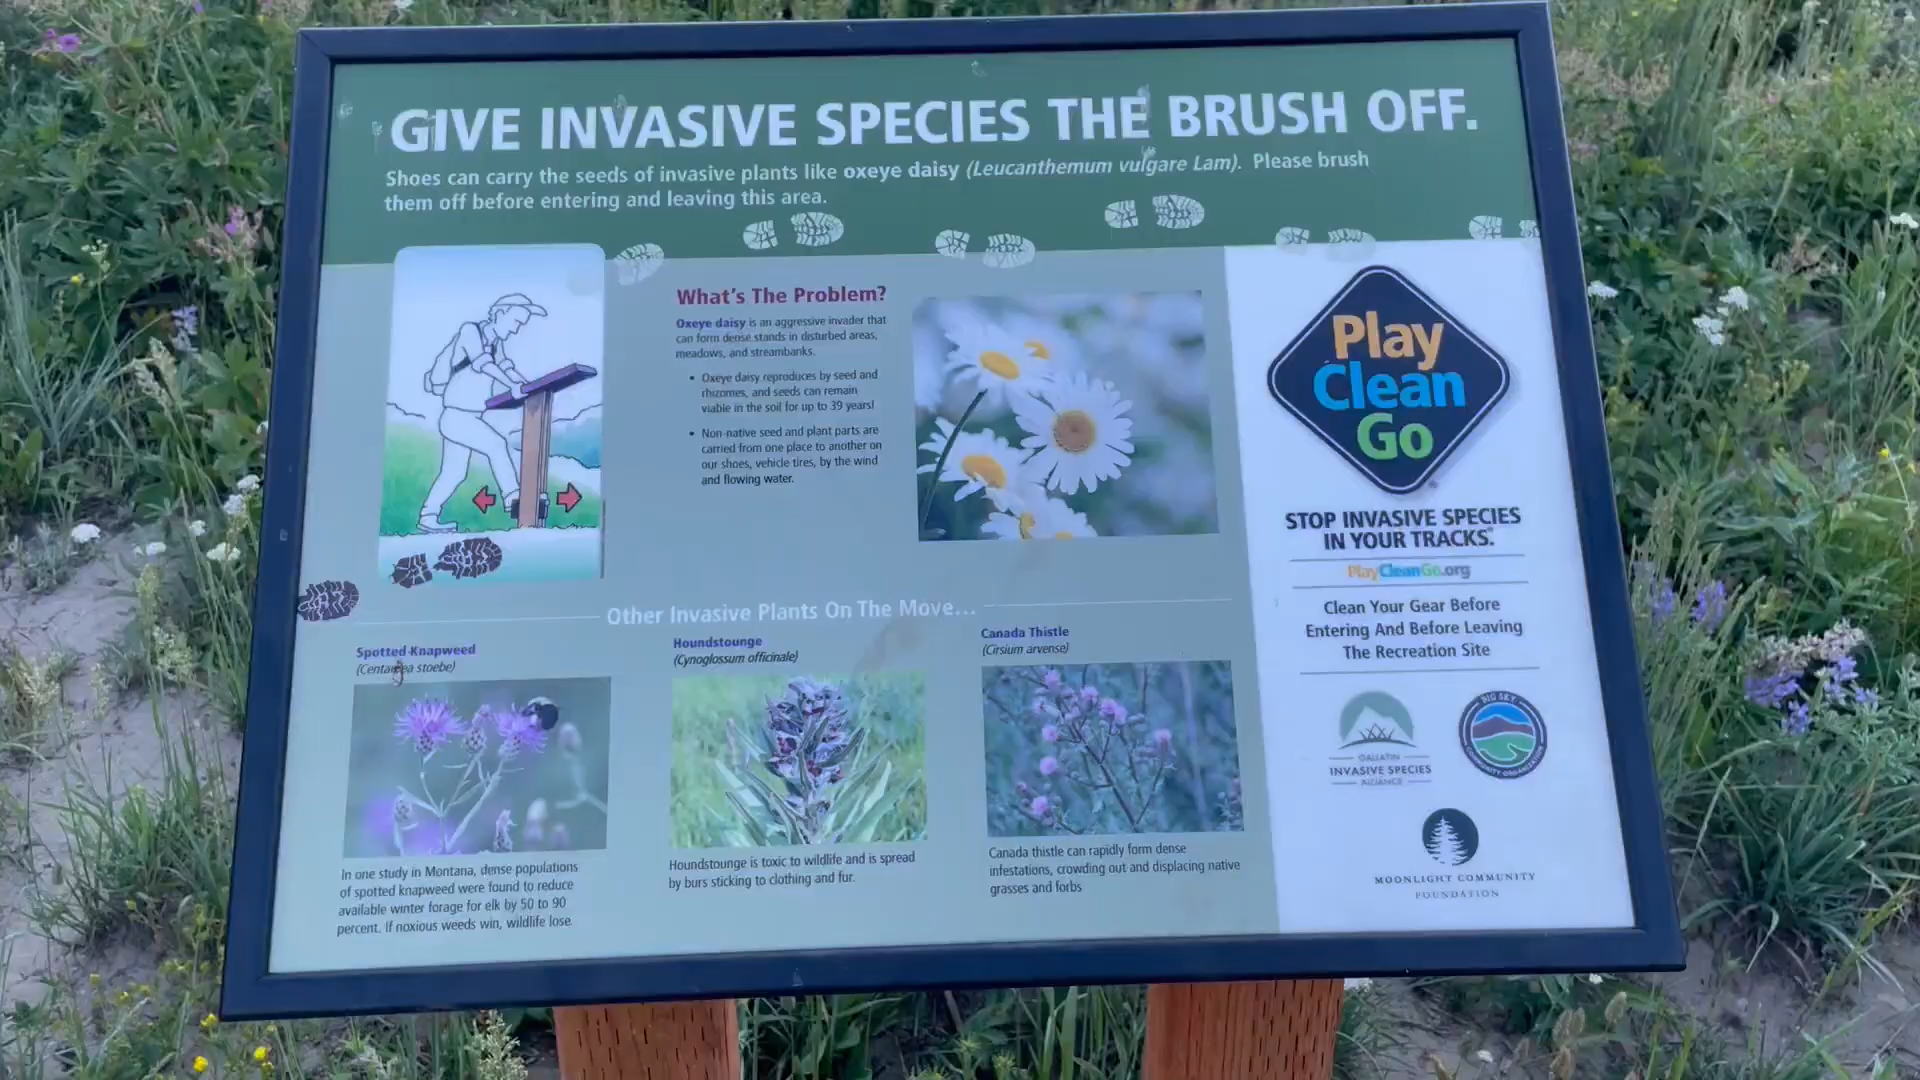 GIVE INVASIVE SPECIES THE BRUSH OFF.
Shoes can carry the seeds of invasive plants like oxeye daisy (Leucanthemum vulgare Lam). Please brush
them off before entering and leaving this area.
What's The Problem?
Oxeye daisy is an aggressive invader that
can form dense stands in disturbed areas,
meadows, and streambanks.
• Oxeye daisy reproduces by seed and
rhizomes, and seeds can remain
viable in the soil for up to 39 years!
• Non-native seed and plant parts are
carried from one place to another on
our shoes, vehicle tires, by the wind
and flowing water.
Other Invasive Plants On The Move...
Spotted Knapweed
(Centaurea stoebe)
In one study in Montana, dense populations
of spotted knapweed were found to reduce
available winter forage for elk by 50 to 90
percent. If noxious weeds win, wildlife lose.
Houndstounge
(Cynoglossum officinale)
Houndstounge is toxic to wildlife and is spread
by burs sticking to clothing and fur.
Canada Thistle
(Cirsium arvense)
Canada thistle can rapidly form dense
infestations, crowding out and displacing native
grasses and forbs
Play
Clean
Go
®
STOP INVASIVE SPECIES
IN YOUR TRACKS.
PlayCleanGo.org
Clean Your Gear Before
Entering And Before Leaving
The Recreation Site
GALLATIN
INVASIVE SPECIES
ALLIANCE
BIG SKY
COMMUNITY ORGANIZATION
MOONLIGHT COMMUNITY
FOUNDATION